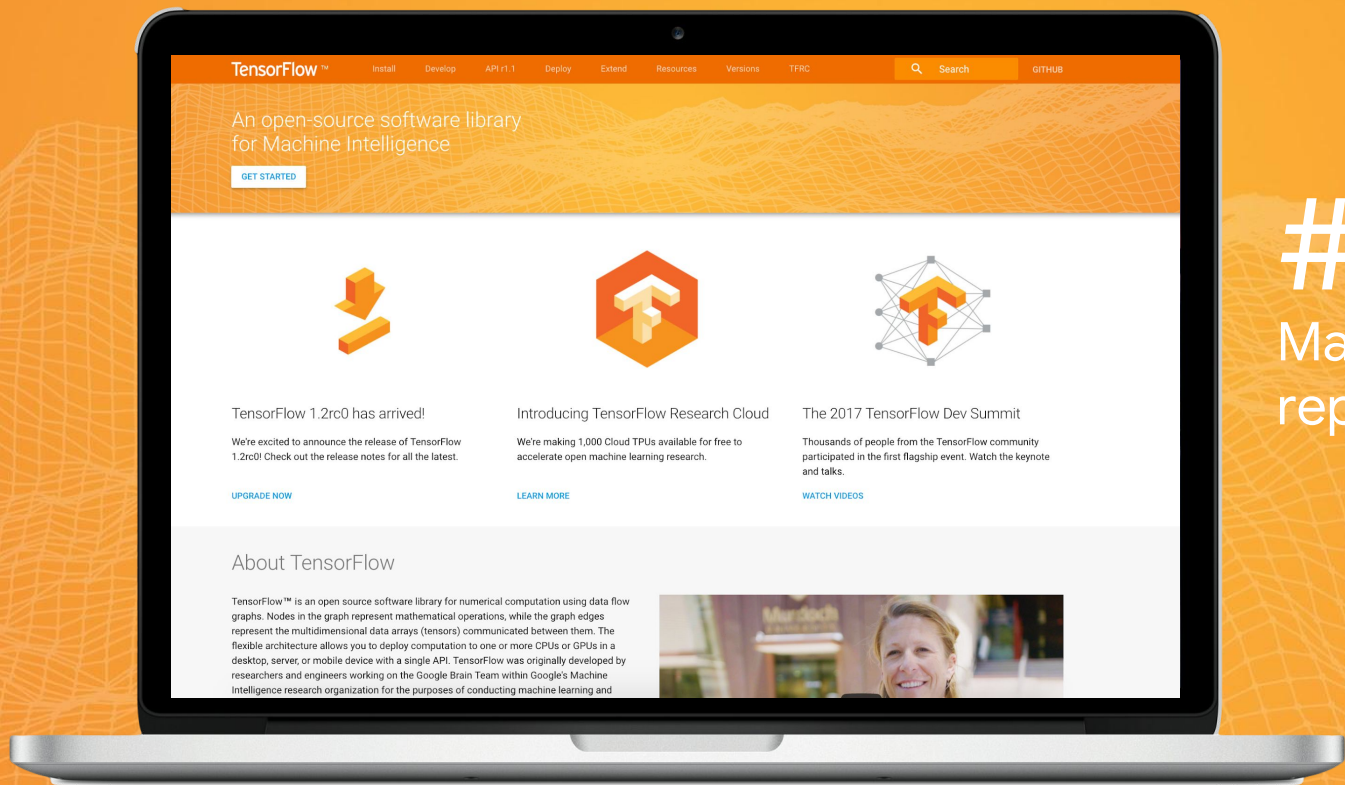 TensorFlow ™ Install Develop API r1.1 Deploy Extend Resources Versions TFRC Search GITHUB
An open-source software library
for Machine Intelligence
GET STARTED
TensorFlow 1.2rc0 has arrived!
We're excited to announce the release of TensorFlow
1.2rc0! Check out the release notes for all the latest.
UPGRADE NOW
Introducing TensorFlow Research Cloud
We're making 1,000 Cloud TPUs available for free to
accelerate open machine learning research.
LEARN MORE
The 2017 TensorFlow Dev Summit
Thousands of people from the TensorFlow community
participated in the first flagship event. Watch the keynote
and talks.
WATCH VIDEOS
About TensorFlow
TensorFlow™ is an open source software library for numerical computation using data flow
graphs. Nodes in the graph represent mathematical operations, while the graph edges
represent the multidimensional data arrays (tensors) communicated between them. The
flexible architecture allows you to deploy computation to one or more CPUs or GPUs in a
desktop, server, or mobile device with a single API. TensorFlow was originally developed by
researchers and engineers working on the Google Brain Team within Google's Machine
Intelligence research organization for the purposes of conducting machine learning and
Murdoch
#